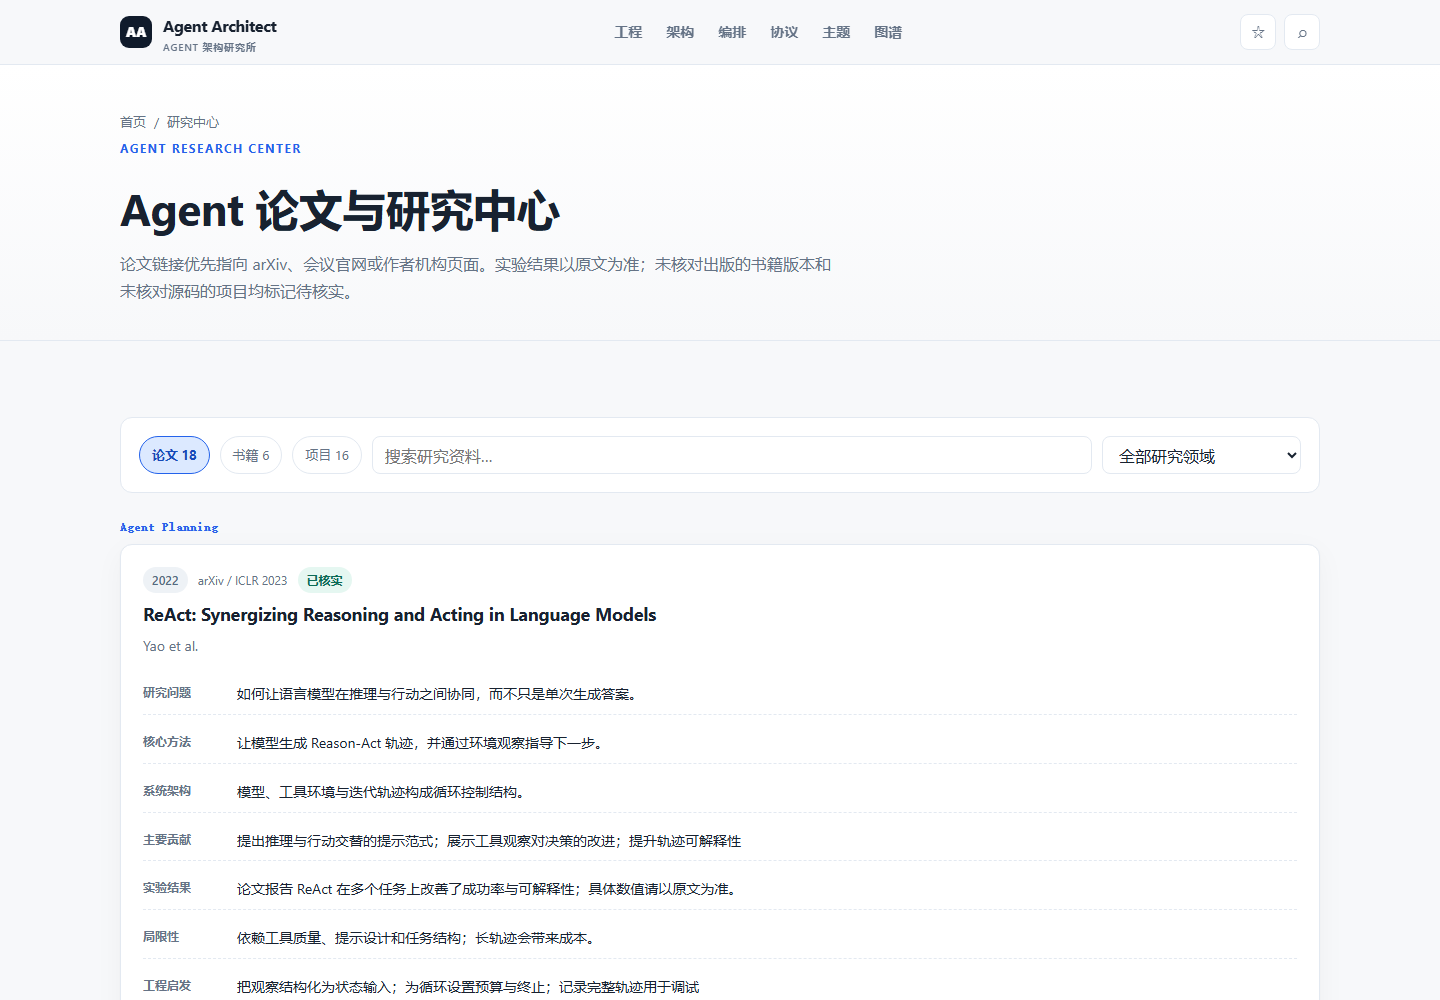 AA
Agent Architect
AGENT 架构研究所
工程
架构
编排
协议
主题
图谱
☆
⌕
首页 / 研究中心
AGENT RESEARCH CENTER
Agent 论文与研究中心
论文链接优先指向 arXiv、会议官网或作者机构页面。实验结果以原文为准；未核对出版的书籍版本和
未核对源码的项目均标记待核实。
论文 18
书籍 6
项目 16
搜索研究资料...
全部研究领域
Agent Planning
2022 arXiv / ICLR 2023 已核实
ReAct: Synergizing Reasoning and Acting in Language Models
Yao et al.
研究问题 如何让语言模型在推理与行动之间协同，而不只是单次生成答案。
核心方法 让模型生成 Reason-Act 轨迹，并通过环境观察指导下一步。
系统架构 模型、工具环境与迭代轨迹构成循环控制结构。
主要贡献 提出推理与行动交替的提示范式；展示工具观察对决策的改进；提升轨迹可解释性
实验结果 论文报告 ReAct 在多个任务上改善了成功率与可解释性；具体数值请以原文为准。
局限性 依赖工具质量、提示设计和任务结构；长轨迹会带来成本。
工程启发 把观察结构化为状态输入；为循环设置预算与终止；记录完整轨迹用于调试